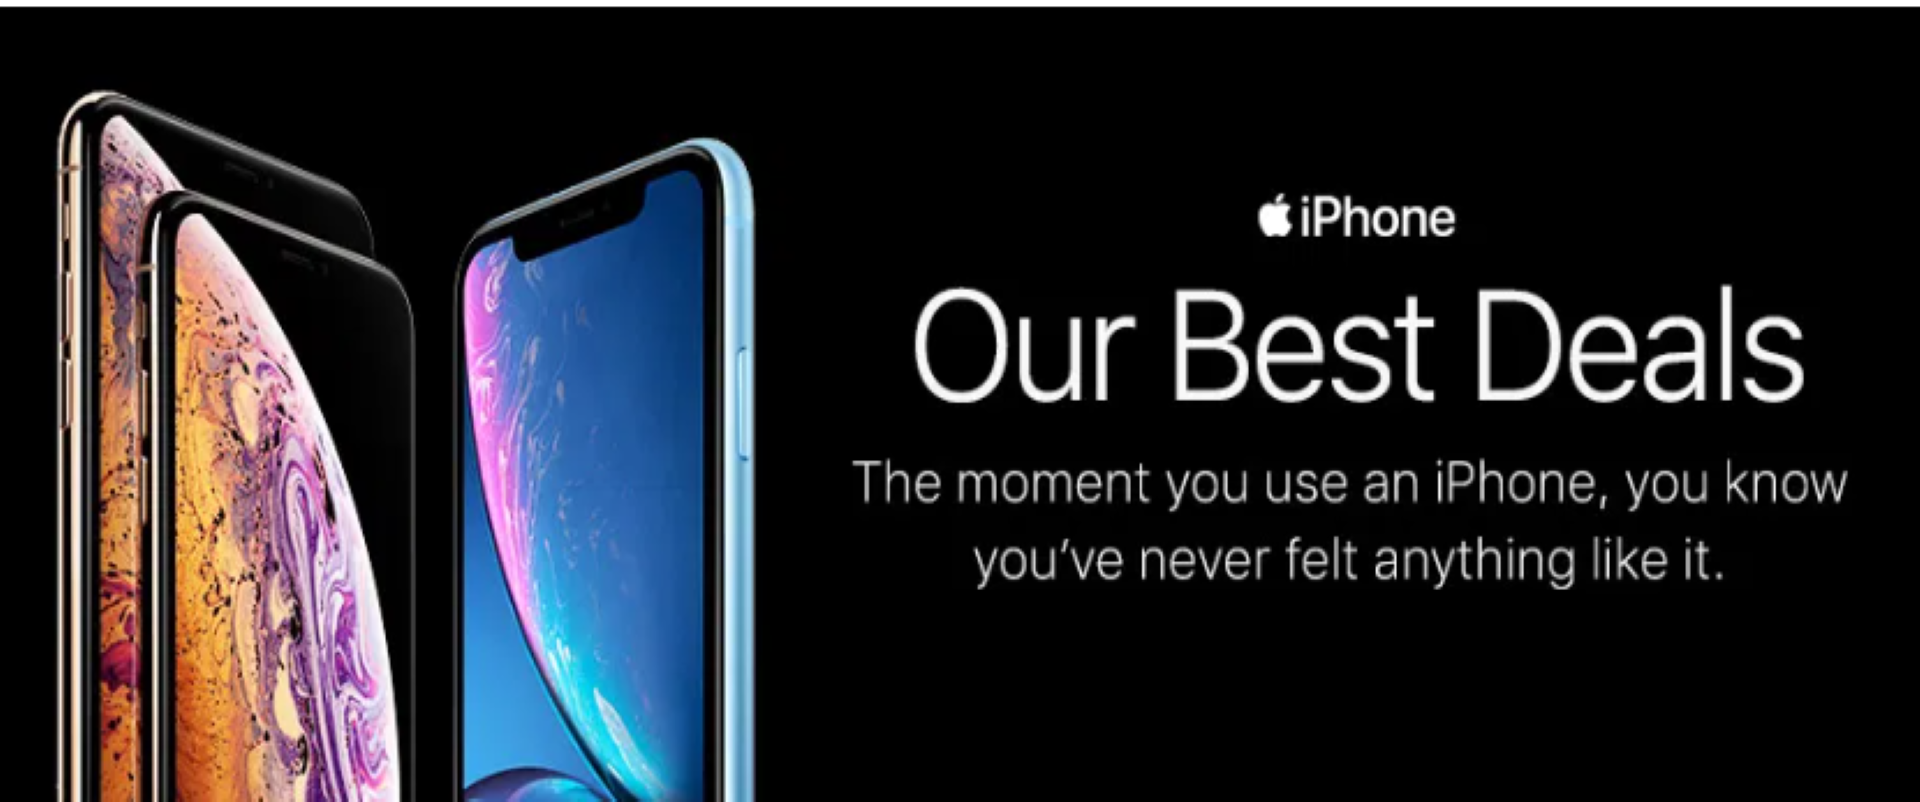 iPhone
Our Best Deals
The moment you use an iPhone, you know
you've never felt anything like it.